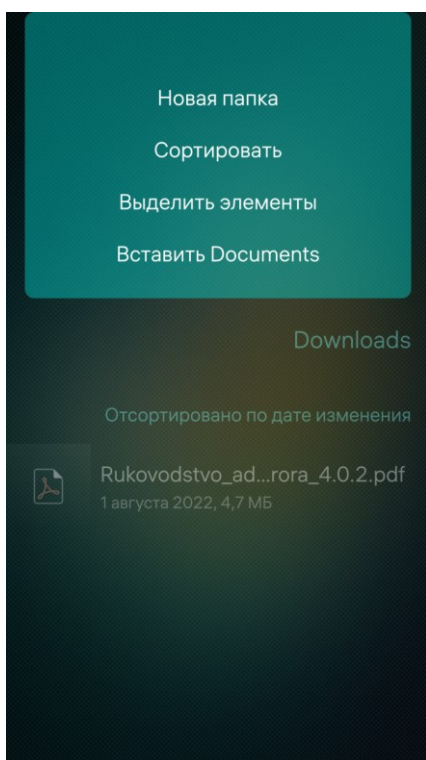 Новая папка
Сортировать
Выделить элементы
Вставить Documents
Downloads
Отсортировано по дате изменения
Rukovodstvo_ad...rora_4.0.2.pdf
1 августа 2022, 4,7 МБ